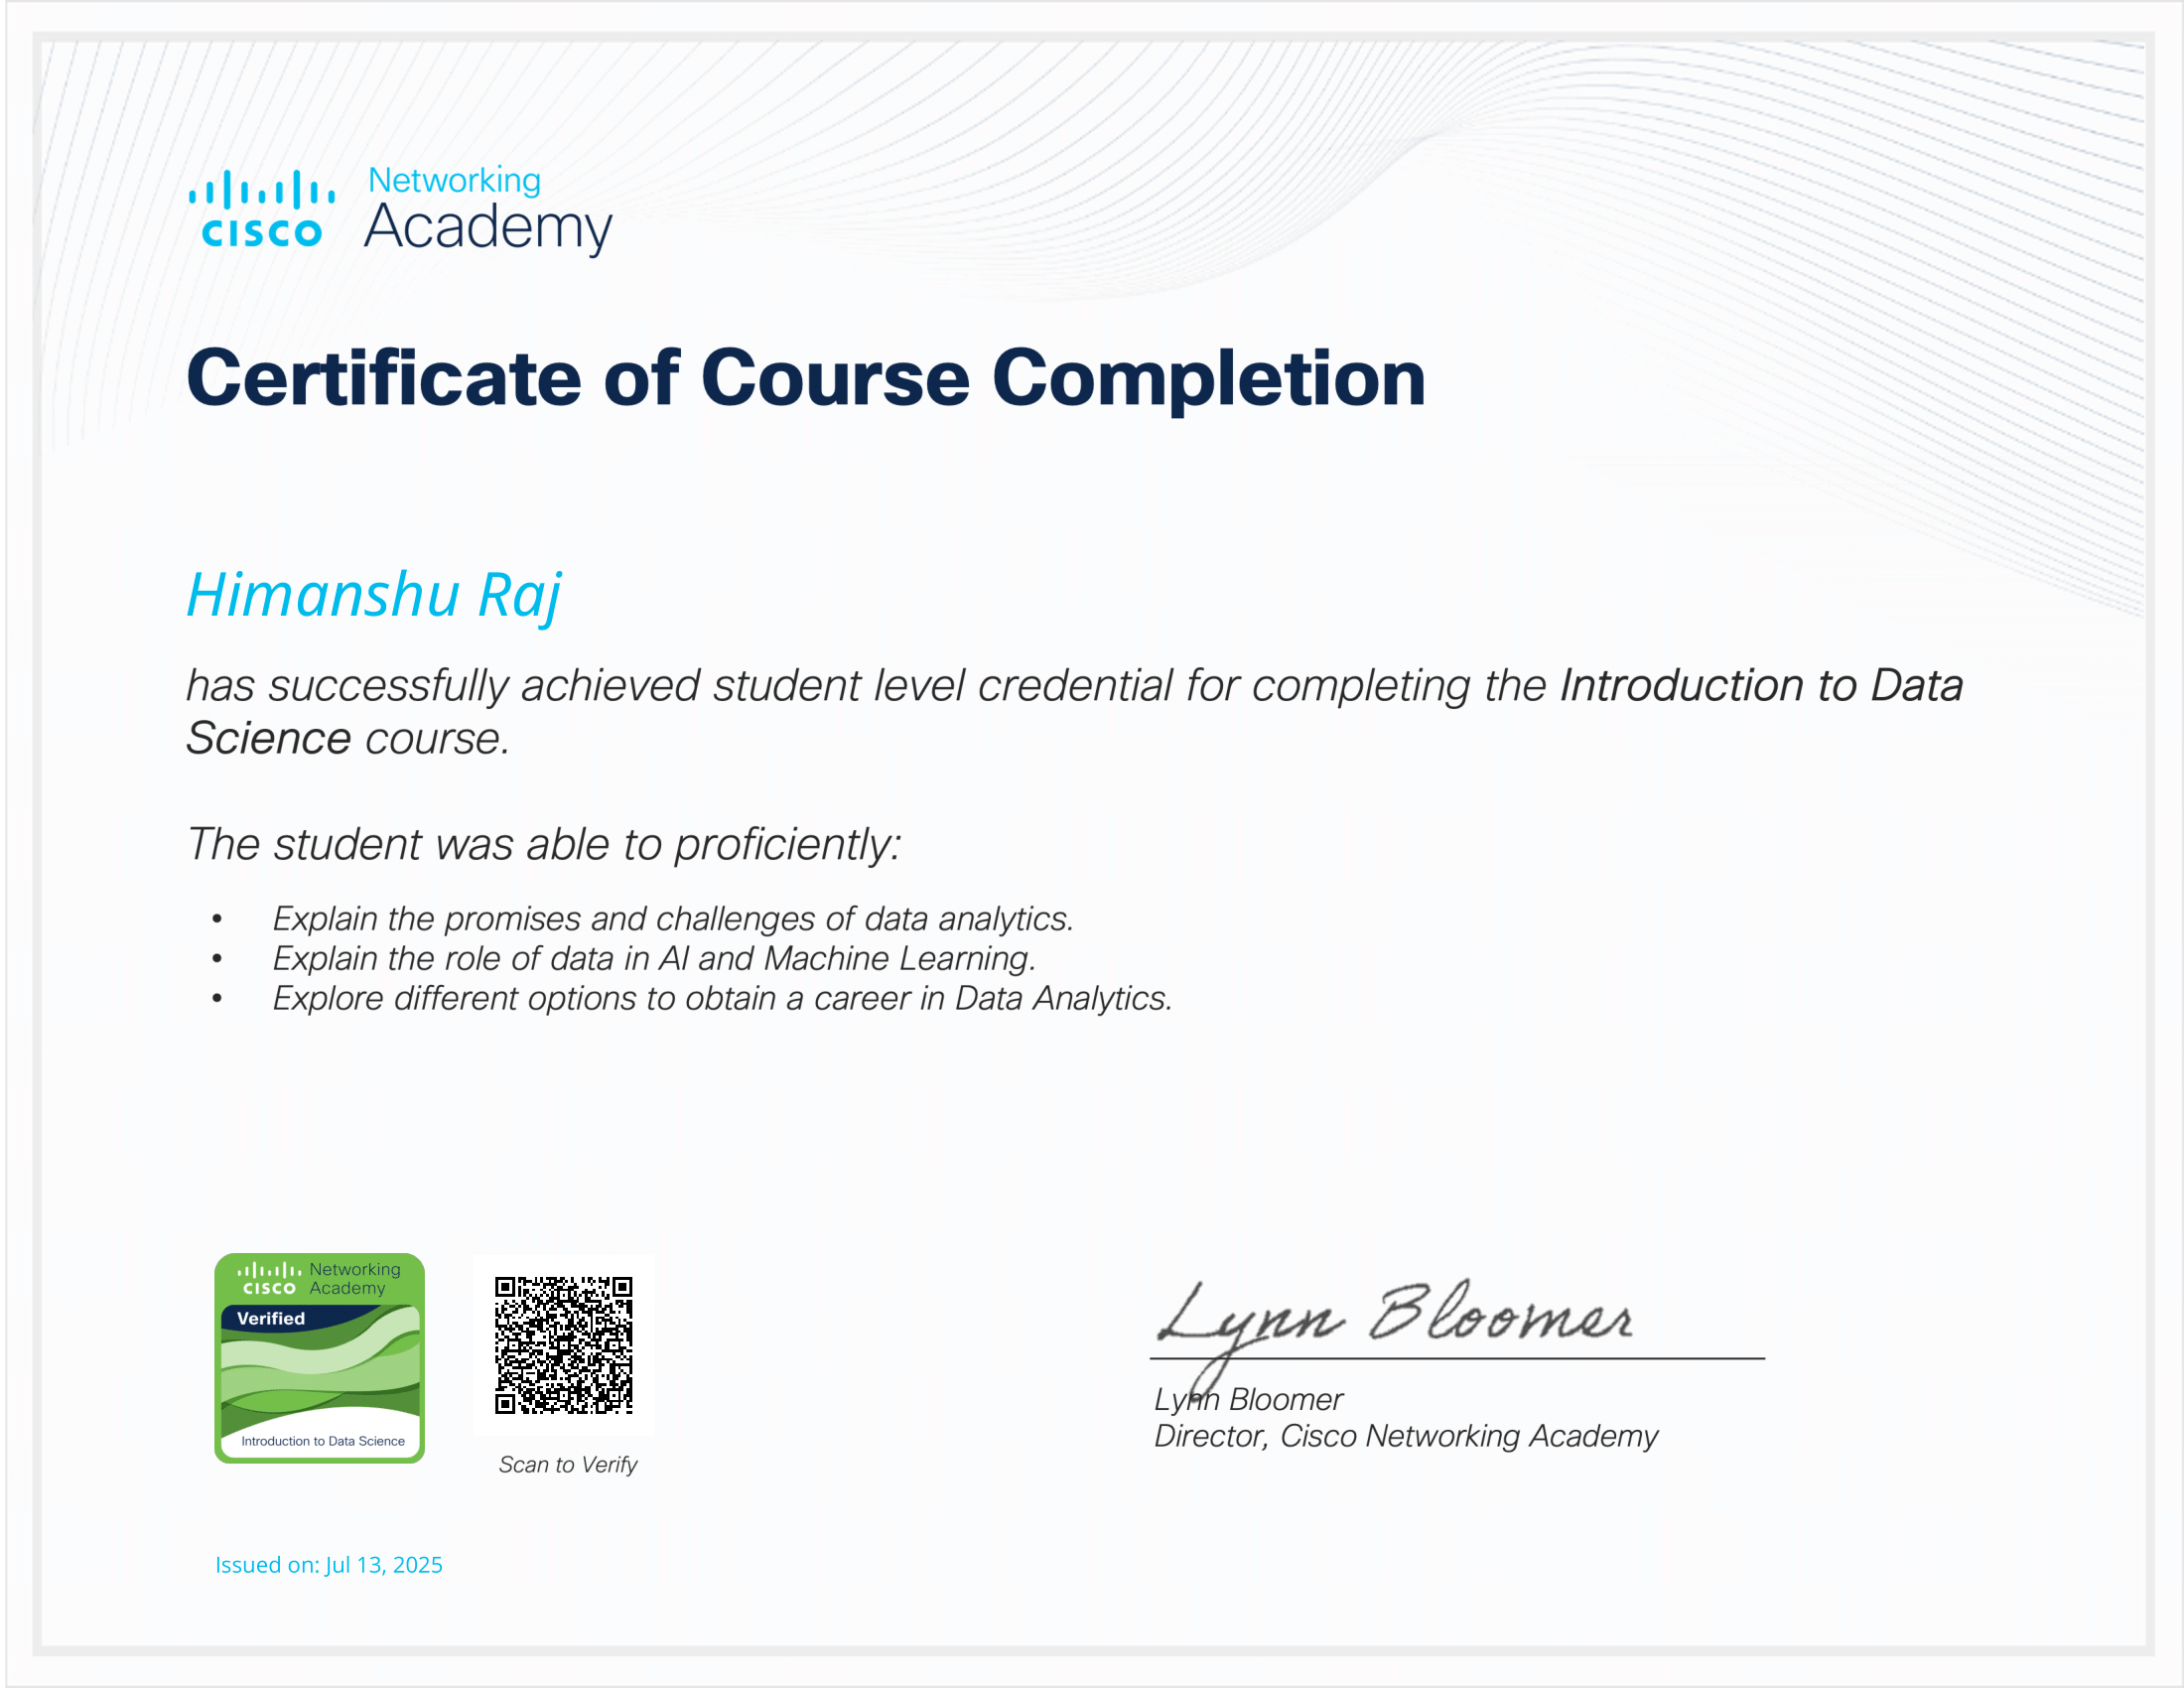 Networking
CISCO Academy
Certificate of Course Completion
Himanshu Raj
has successfully achieved student level credential for completing the Introduction to Data
Science course.
The student was able to proficiently:
• Explain the promises and challenges of data analytics.
• Explain the role of data in AI and Machine Learning.
• Explore different options to obtain a career in Data Analytics.
Networking
CISCO Academy
Verified
Introduction to Data Science
Scan to Verify
Lynn Bloomer
Lynn Bloomer
Director, Cisco Networking Academy
Issued on: Jul 13, 2025